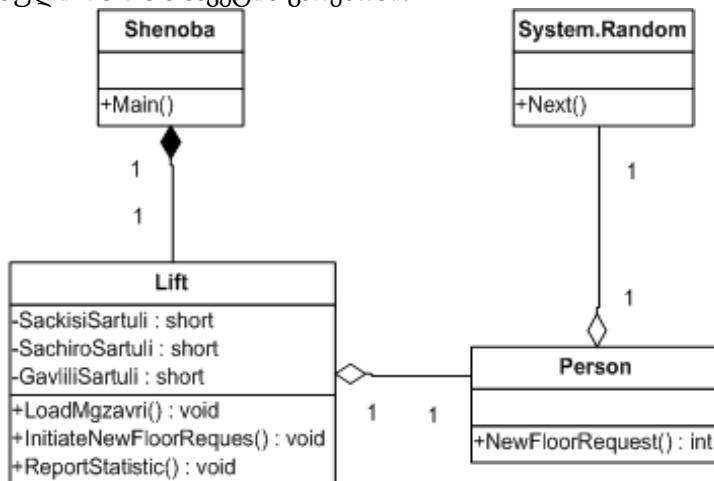 Shenoba
+Main()
System.Random
+Next()
1
1
1
1
Lift
-SackisiSartuli : short
-SachiroSartuli : short
-GavliliSartuli : short
+LoadMgzavri() : void
+InitiateNewFloorReques() : void
+ReportStatistic() : void
1
1
Person
+NewFloorRequest() : int